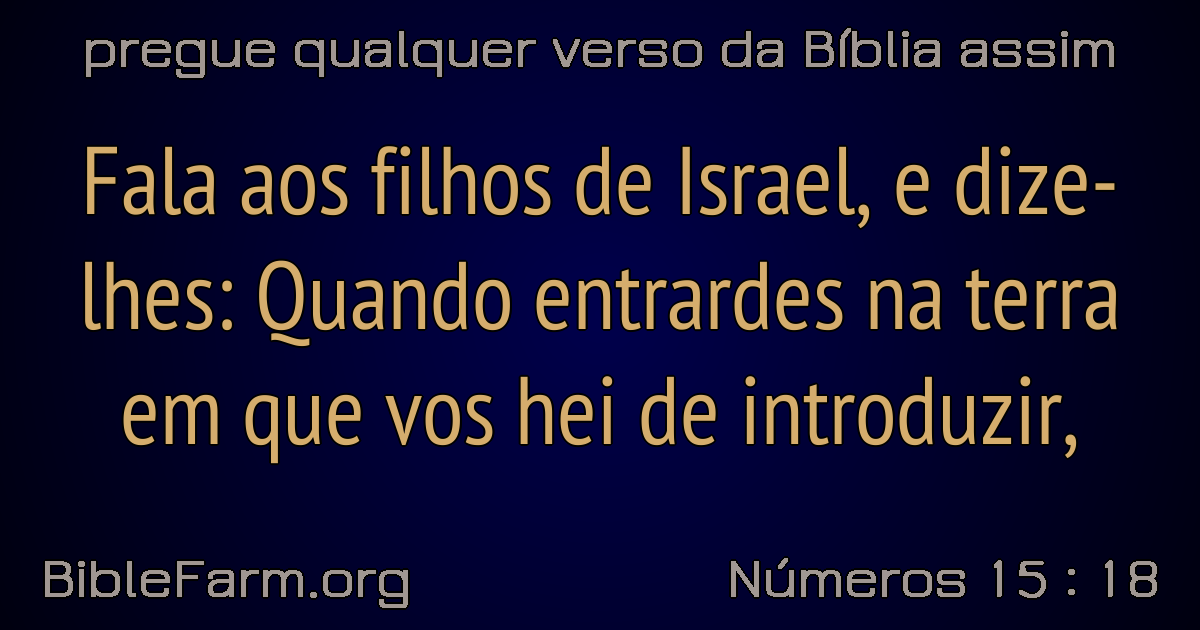 pregue qualquer verso da Bíblia assim
Fala aos filhos de Israel, e dize-
lhes: Quando entrardes na terra
em que vos hei de introduzir,
BibleFarm.org
Números 15 : 18